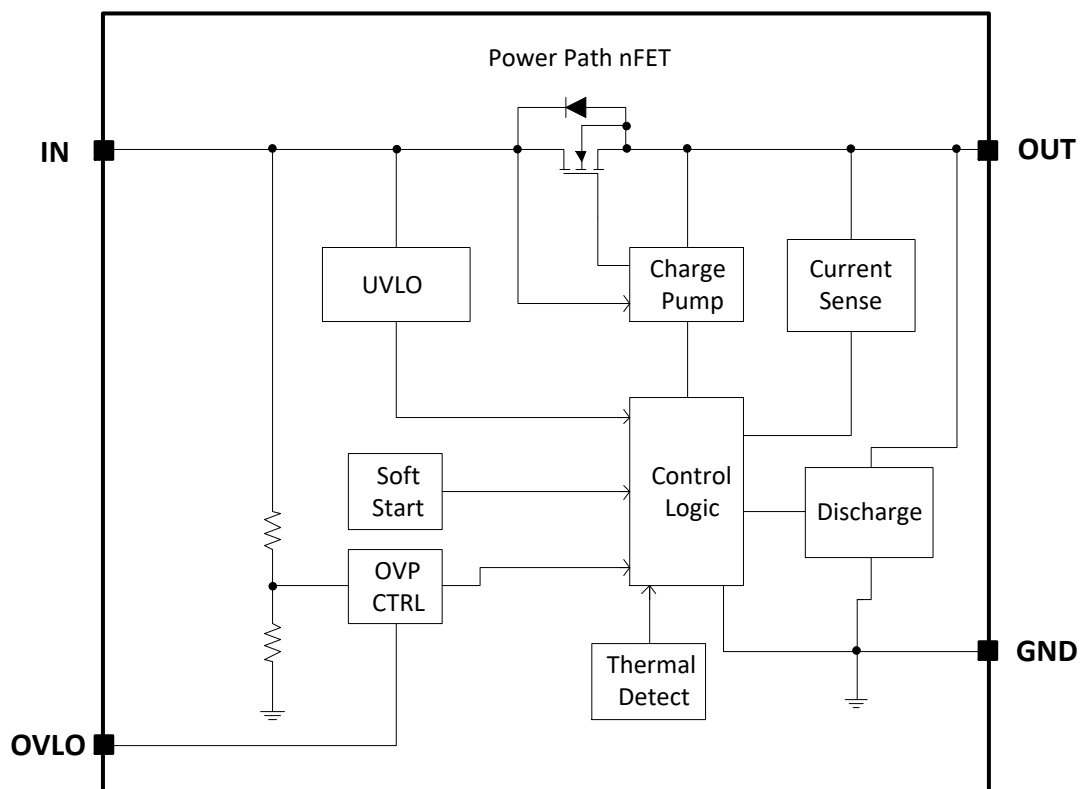 Power Path nFET
IN
OUT
UVLO
Charge
Pump
Current
Sense
Soft
Start
Control
Logic
Discharge
OVP
CTRL
Thermal
Detect
GND
OVLO